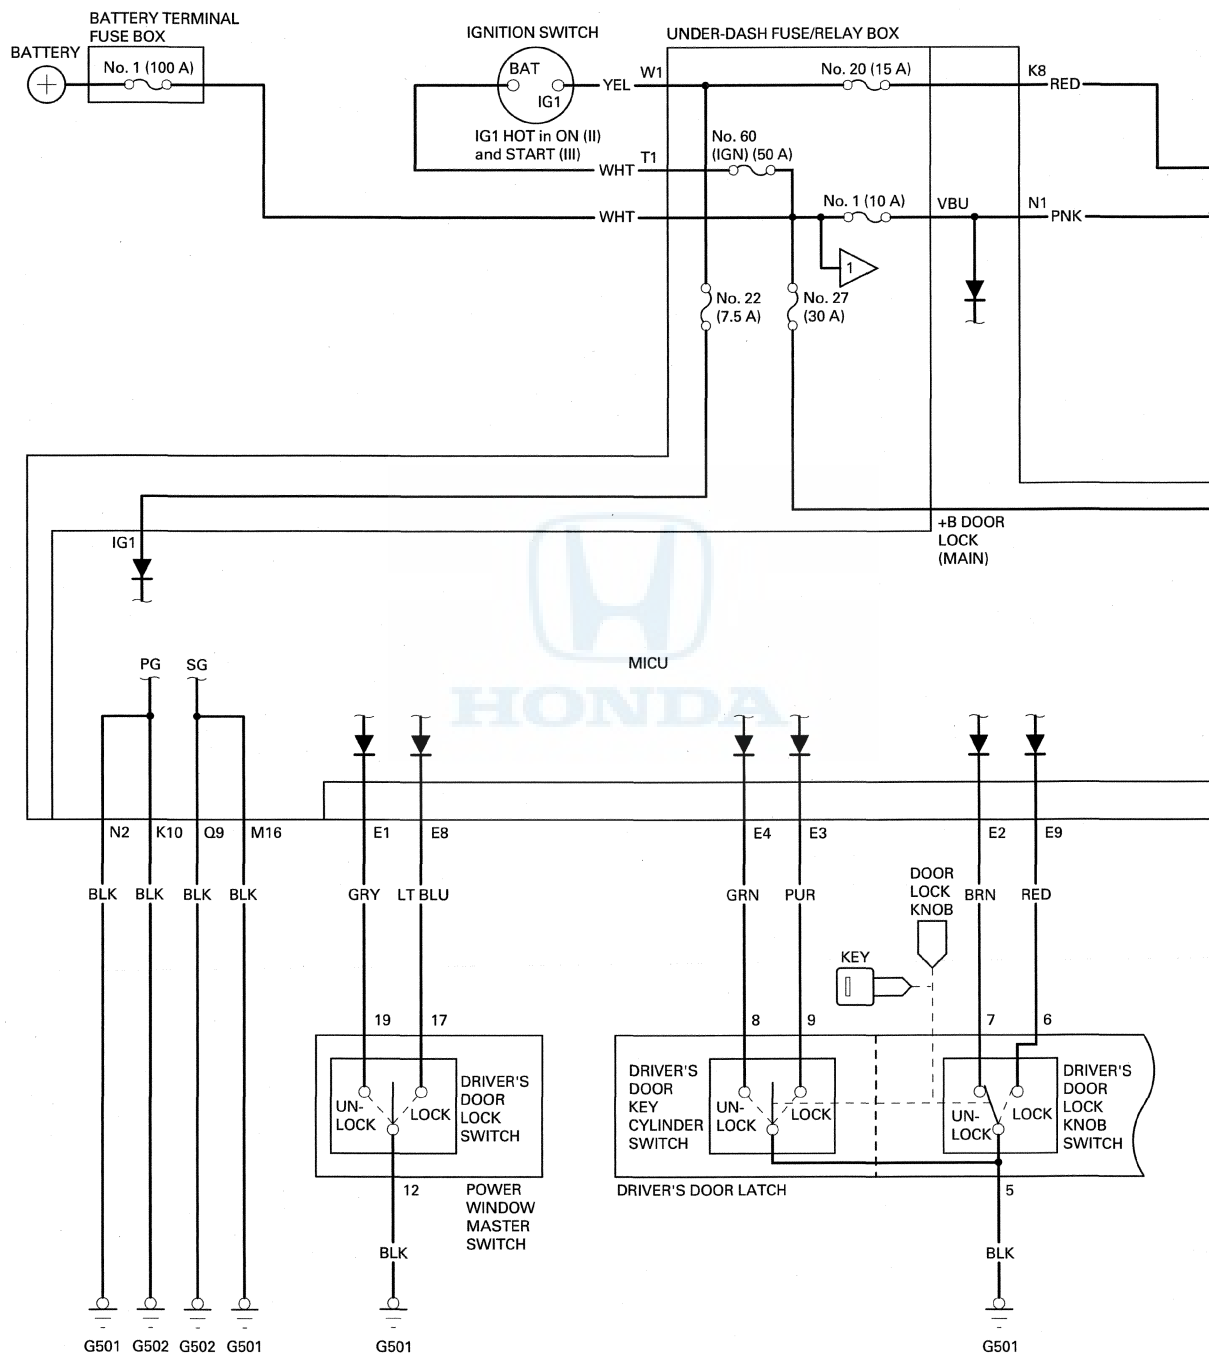 BATTERY TERMINAL
FUSE BOX
BATTERY
No. 1 (100 A)
IGNITION SWITCH
BAT
IG1
IG1 HOT in ON (II)
and START (III)
YEL
W1
UNDER-DASH FUSE/RELAY BOX
No. 20 (15 A)
K8
RED
No. 60
(IGN) (50 A)
WHT
T1
WHT
No. 1 (10 A)
VBU
N1
PNK
1
No. 22
(7.5 A)
No. 27
(30 A)
+B DOOR
LOCK
(MAIN)
IG1
PG
SG
MICU
HONDA
N2
K10
Q9
M16
E1
E8
E4
E3
E2
E9
BLK
BLK
BLK
BLK
GRY
LT BLU
GRN
PUR
DOOR
LOCK
KNOB
BRN
RED
KEY
19
17
8
9
7
6
DRIVER'S
DOOR
LOCK
SWITCH
UN-
LOCK
LOCK
DRIVER'S
DOOR
KEY
CYLINDER
SWITCH
UN-
LOCK
LOCK
UN-
LOCK
LOCK
DRIVER'S
DOOR
LOCK
KNOB
SWITCH
12
POWER
WINDOW
MASTER
SWITCH
DRIVER'S DOOR LATCH
5
BLK
BLK
G501
G502
G502
G501
G501
G501